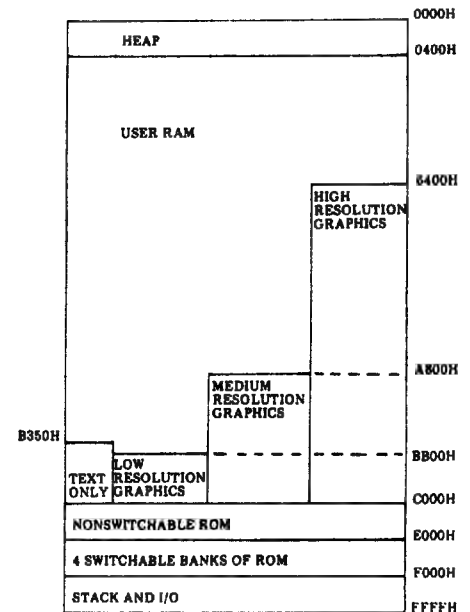 0000H
HEAP
0400H
USER RAM
6400H
HIGH
RESOLUTION
GRAPHICS
A800H
MEDIUM
RESOLUTION
GRAPHICS
B350H
BB00H
TEXT
ONLY
LOW
RESOLUTION
GRAPHICS
C000H
NONSWITCHABLE ROM
E000H
4 SWITCHABLE BANKS OF ROM
F000H
STACK AND I/O
FFFFH